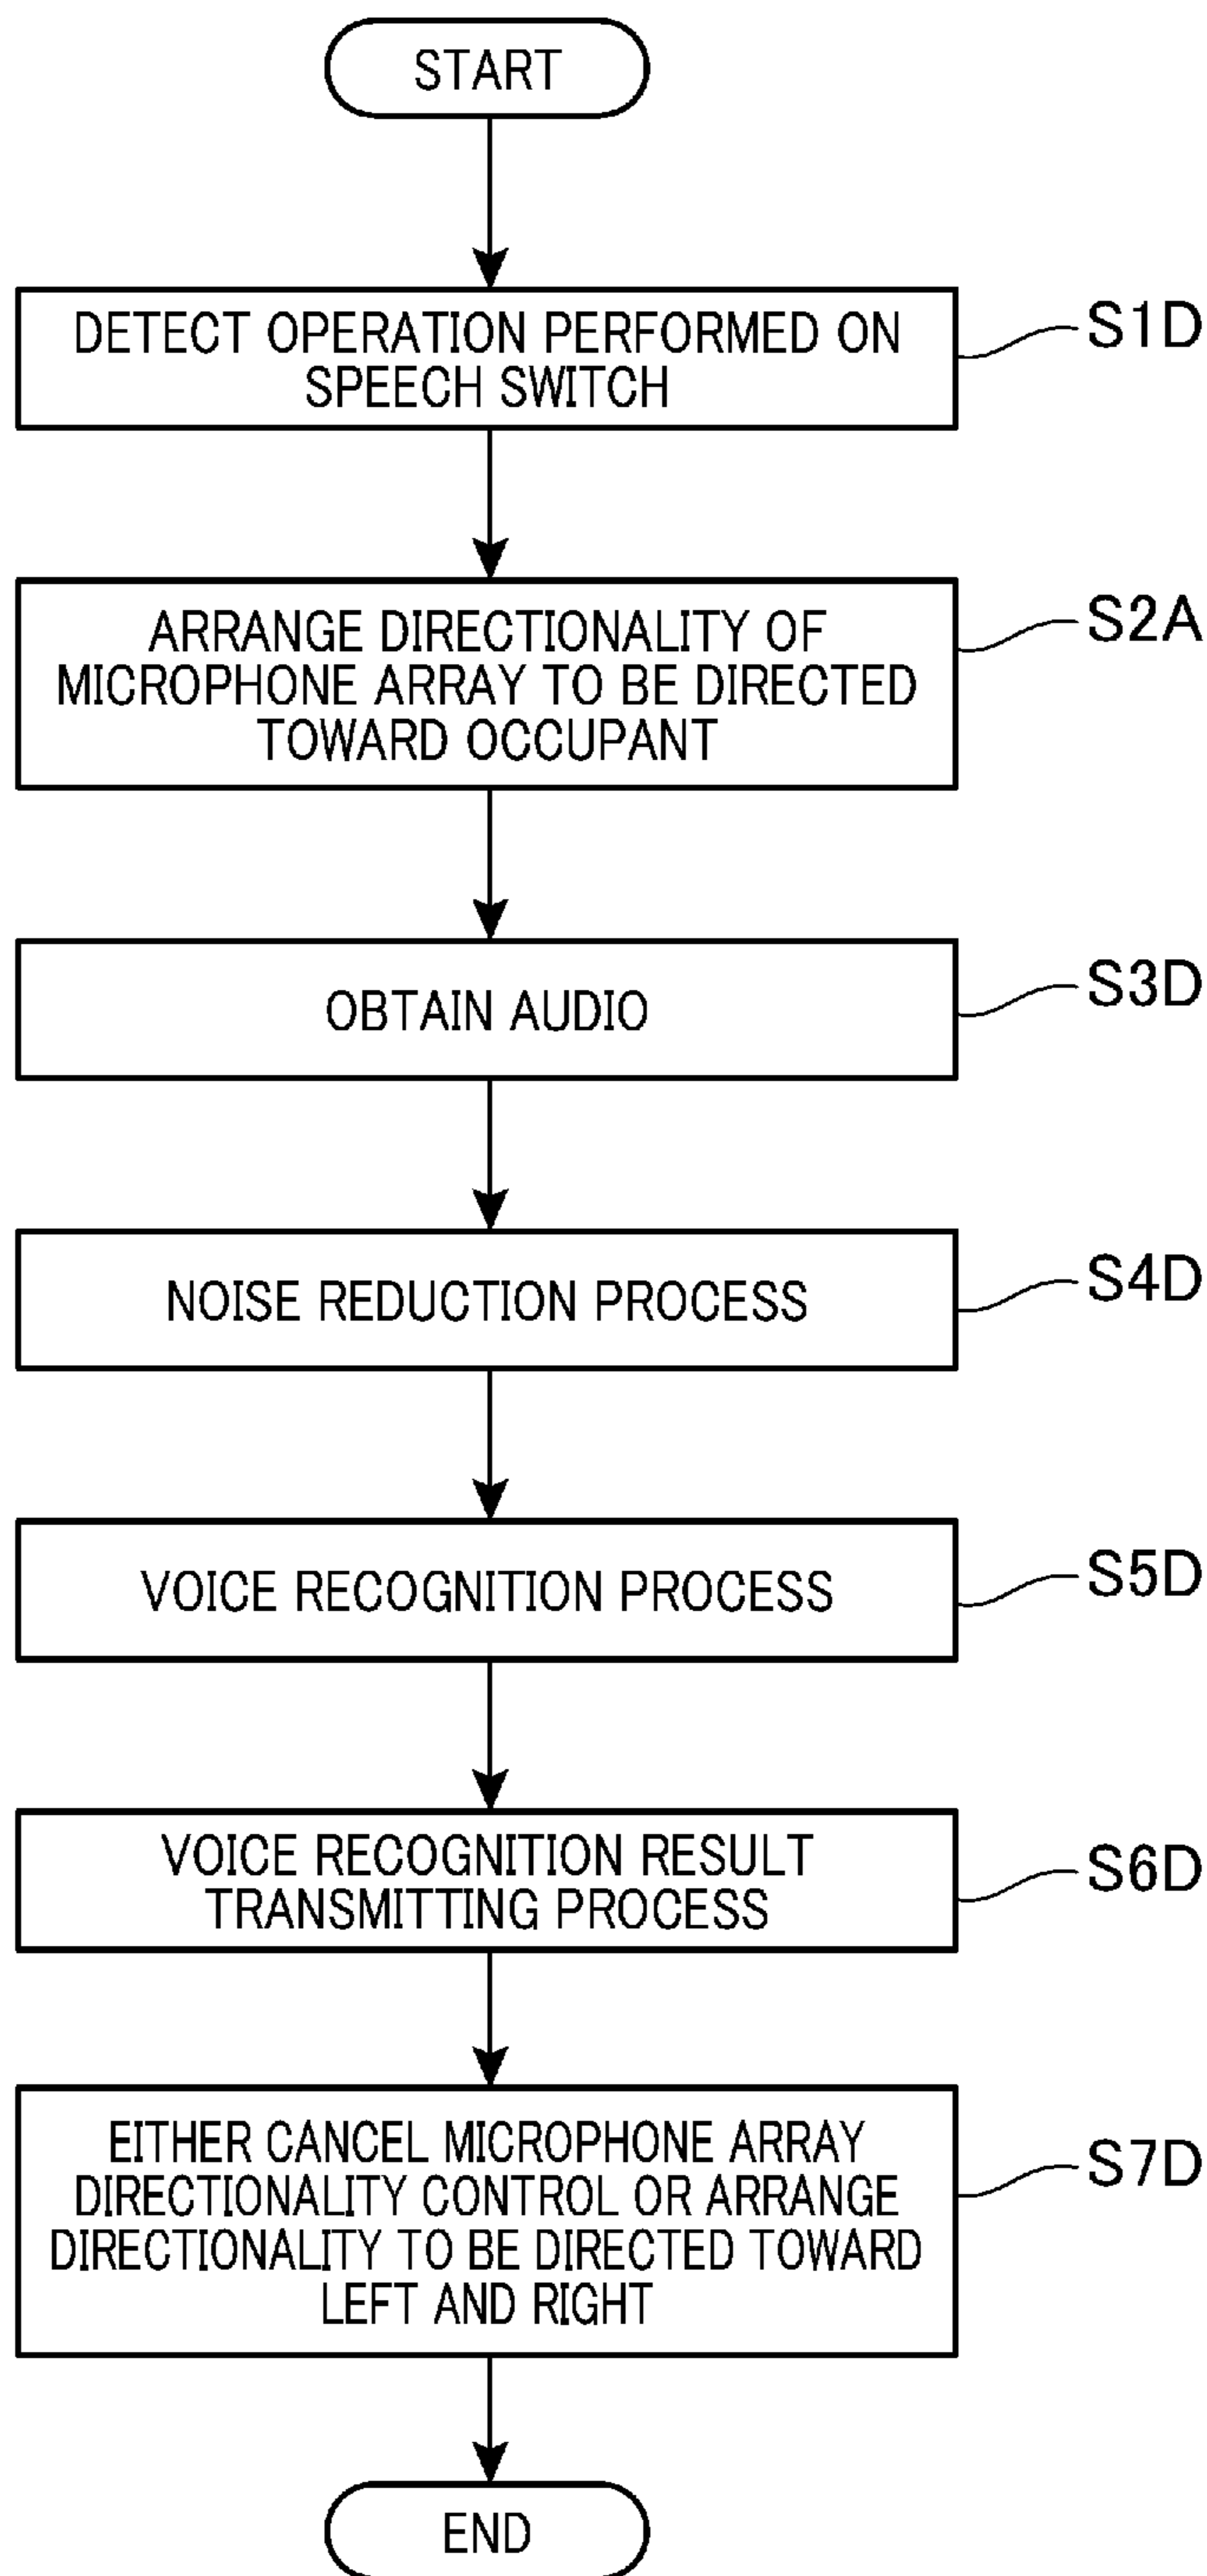 START
DETECT OPERATION PERFORMED ON
SPEECH SWITCH
S1D
ARRANGE DIRECTIONALITY OF
MICROPHONE ARRAY TO BE DIRECTED
TOWARD OCCUPANT
S2A
OBTAIN AUDIO
S3D
NOISE REDUCTION PROCESS
S4D
VOICE RECOGNITION PROCESS
S5D
VOICE RECOGNITION RESULT
TRANSMITTING PROCESS
S6D
EITHER CANCEL MICROPHONE ARRAY
DIRECTIONALITY CONTROL OR ARRANGE
DIRECTIONALITY TO BE DIRECTED TOWARD
LEFT AND RIGHT
S7D
END